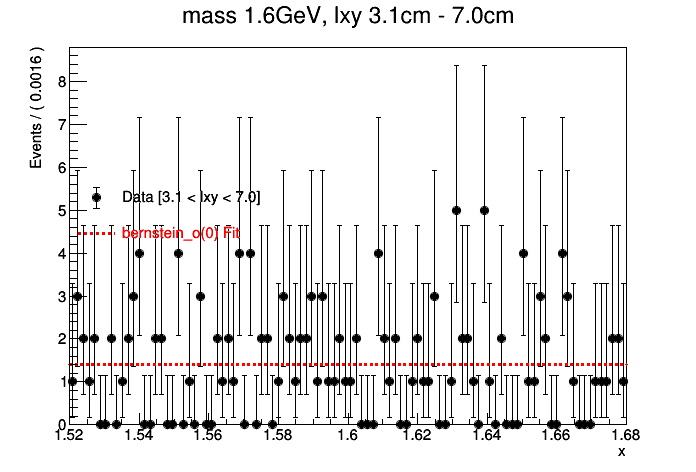 mass 1.6GeV, lxy 3.1cm - 7.0cm
Events / ( 0.0016 )
8
7
6
5
4
3
2
1
0
Data [3.1 < lxy < 7.0]
bernstein_o(0) Fit
1.52 1.54 1.56 1.58 1.6 1.62 1.64 1.66 1.68
x